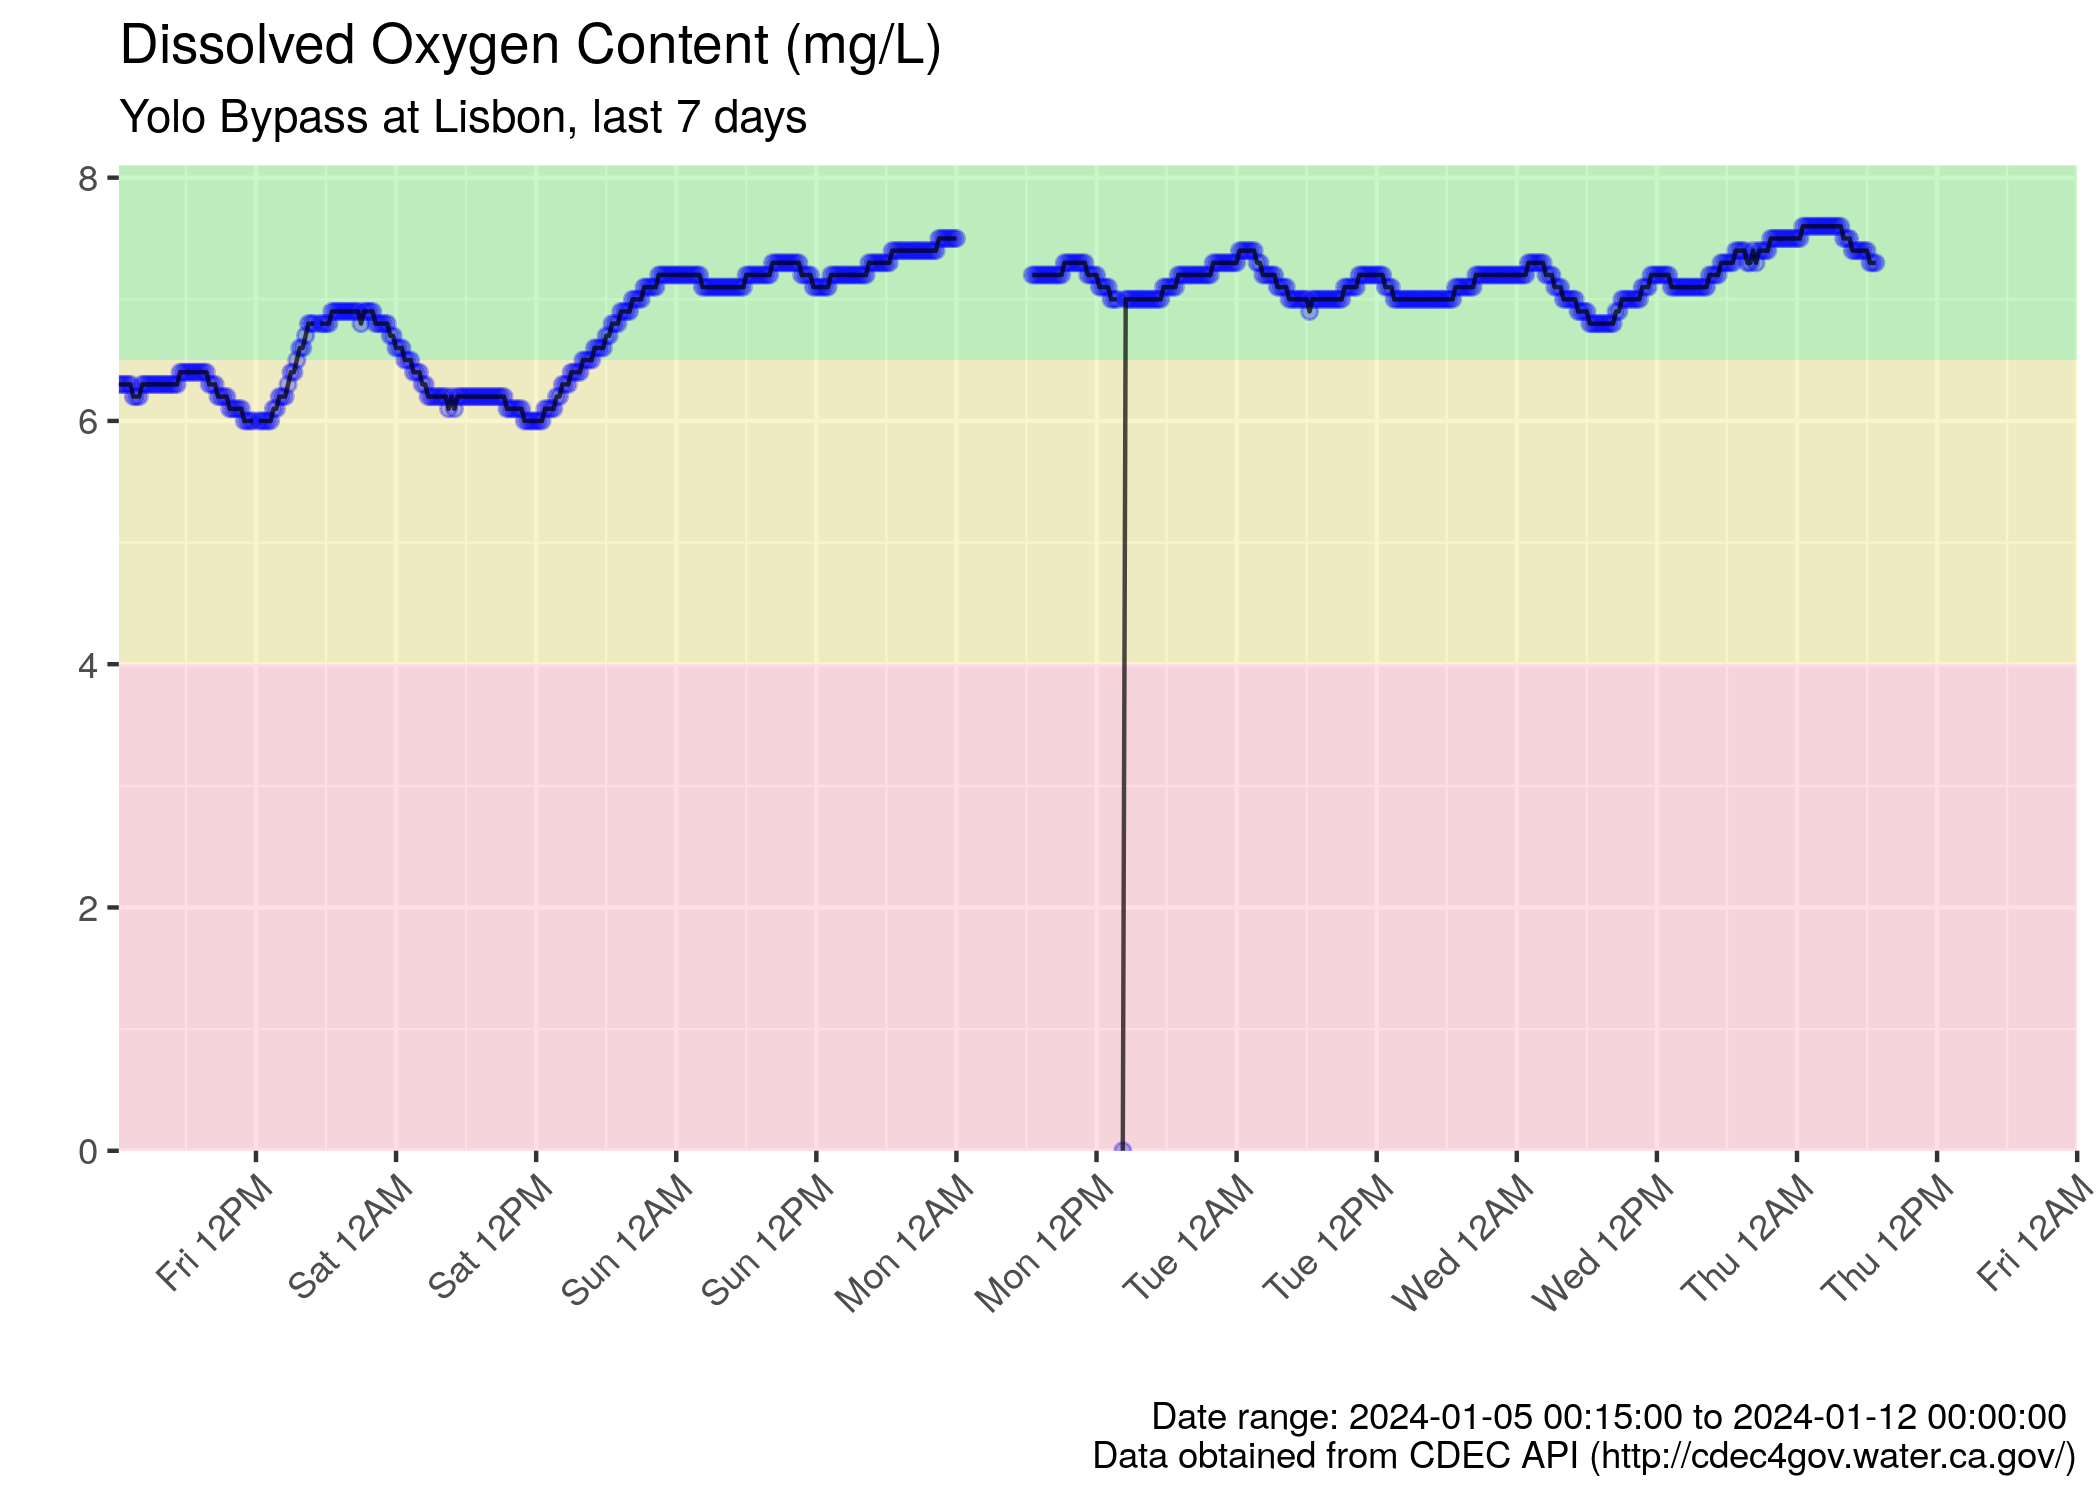 Dissolved Oxygen Content (mg/L)
Yolo Bypass at Lisbon, last 7 days
8
6
4
2
0
Fri 12PM
Sat 12AM
Sat 12PM
Sun 12AM
Sun 12PM
Mon 12AM
Mon 12PM
Tue 12AM
Tue 12PM
Wed 12AM
Wed 12PM
Thu 12AM
Thu 12PM
Fri 12AM
Date range: 2024-01-05 00:15:00 to 2024-01-12 00:00:00
Data obtained from CDEC API (http://cdec4gov.water.ca.gov/)